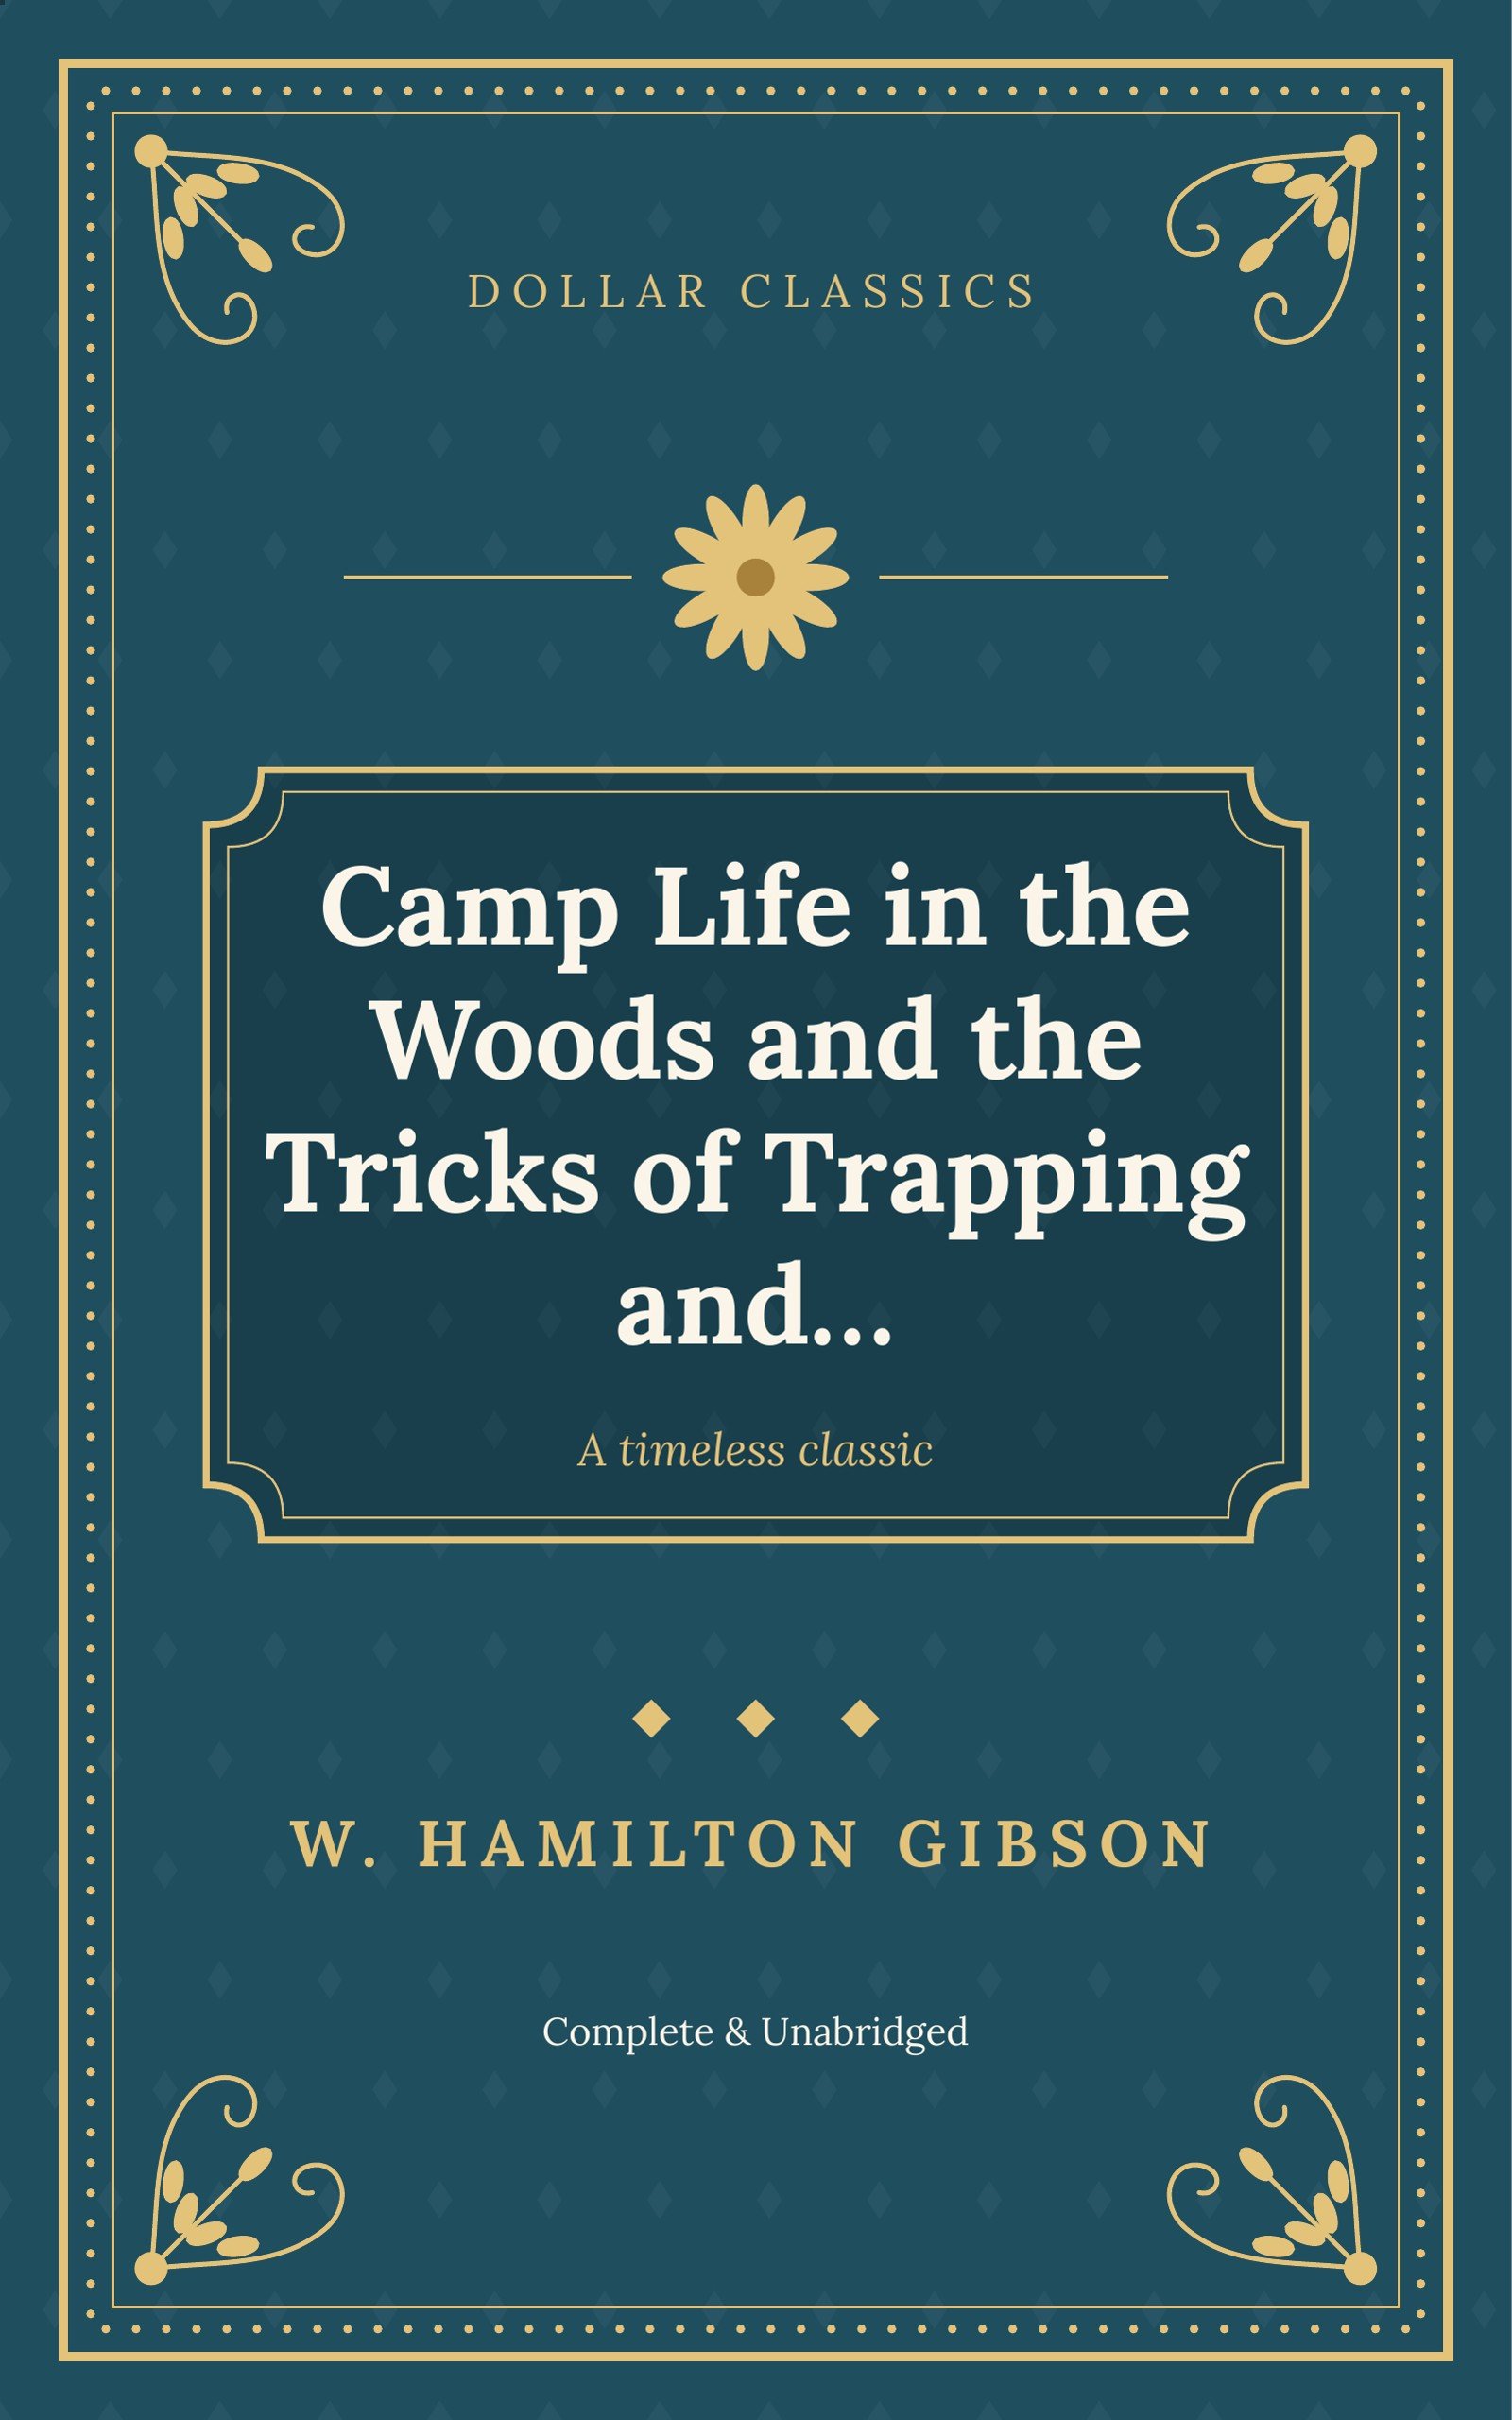 DOLLAR CLASSICS
Camp Life in the
Woods and the
Tricks of Trapping
and...
A timeless classic
W. HAMILTON GIBSON
Complete & Unabridged